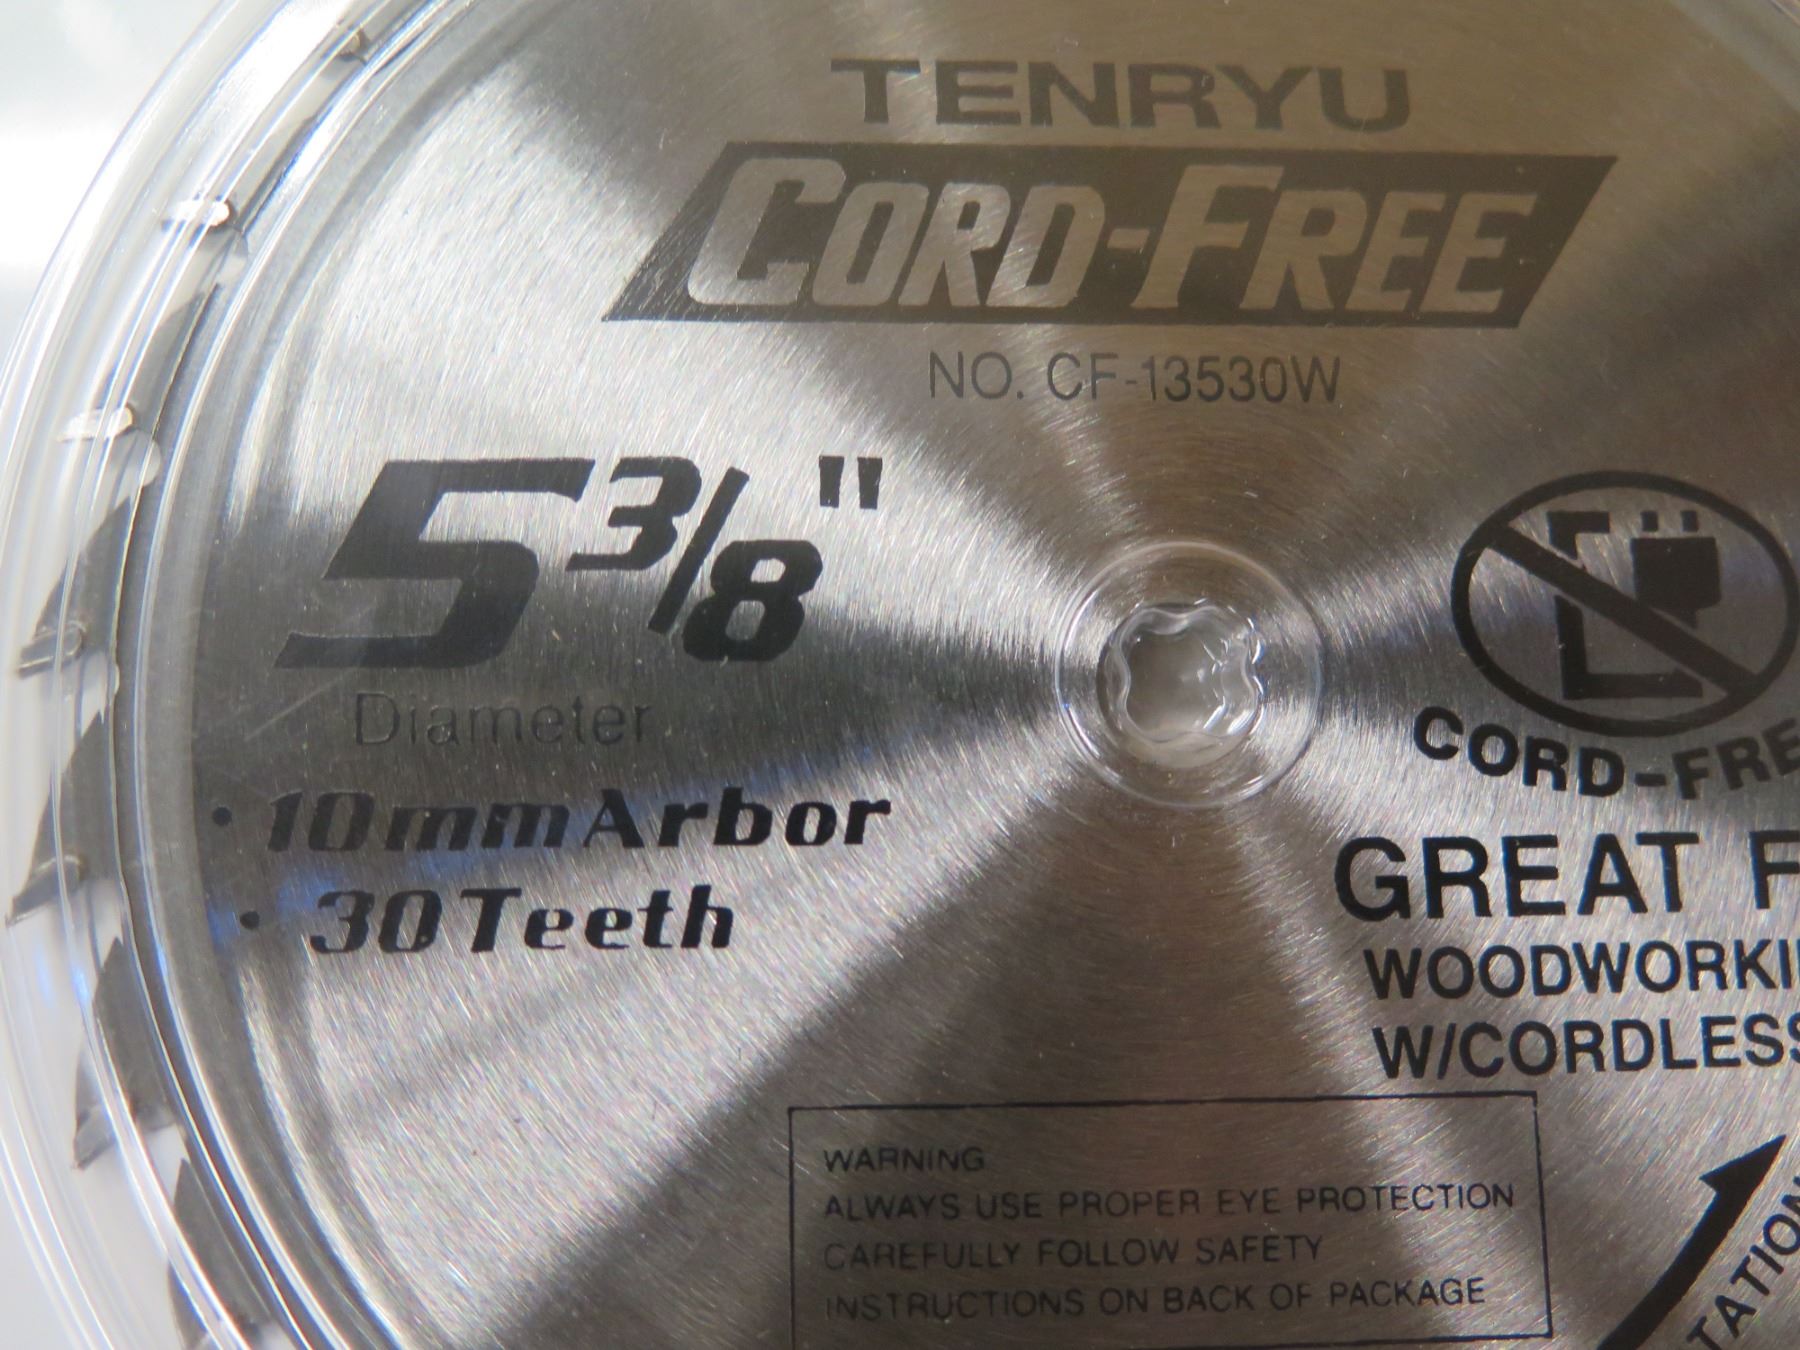 TENRYU
CORD-FREE
NO. CF-13530W
5 3/8"
Diameter
• 10mm Arbor
• 30 Teeth
CORD-FRE
GREAT F
WOODWORKI
W/CORDLESS
WARNING
ALWAYS USE PROPER EYE PROTECTION
CAREFULLY FOLLOW SAFETY
INSTRUCTIONS ON BACK OF PACKAGE
TATION